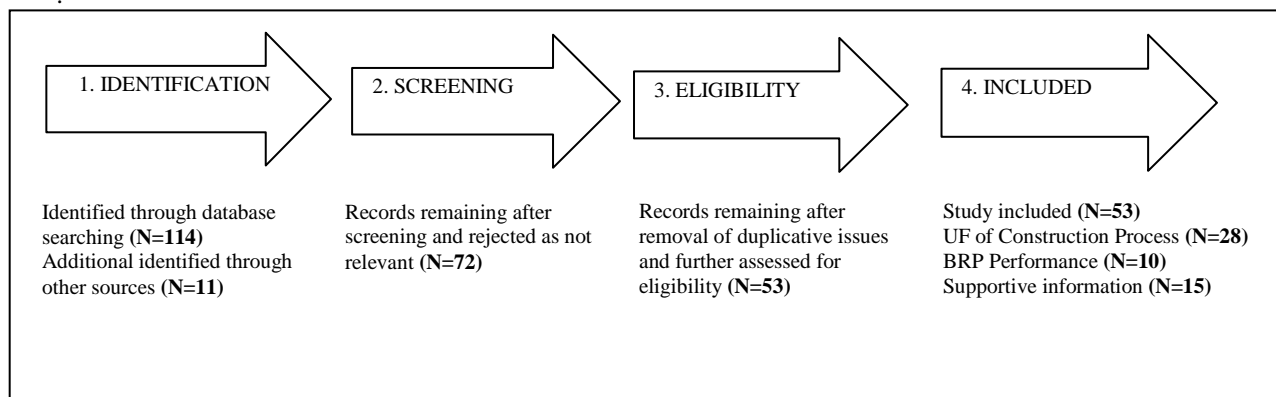 1. IDENTIFICATION
2. SCREENING
3. ELIGIBILITY
4. INCLUDED
Identified through database
searching (N=114)
Additional identified through
other sources (N=11)
Records remaining after
screening and rejected as not
relevant (N=72)
Records remaining after
removal of duplicative issues
and further assessed for
eligibility (N=53)
Study included (N=53)
UF of Construction Process (N=28)
BRP Performance (N=10)
Supportive information (N=15)